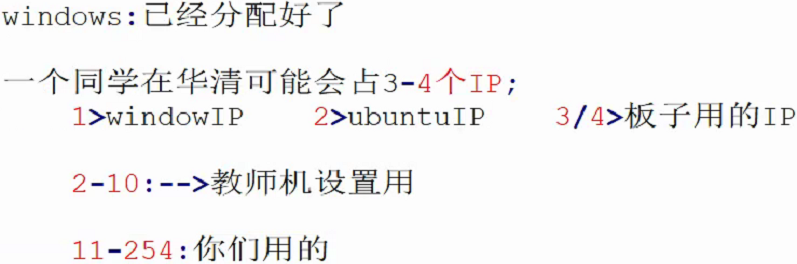 windows:已经分配好了
一个同学在华清可能会占3-4个IP;
1>windowIP 2>ubuntuIP 3/4>板子用的IP
2-10:-->教师机设置用
11-254:你们用的